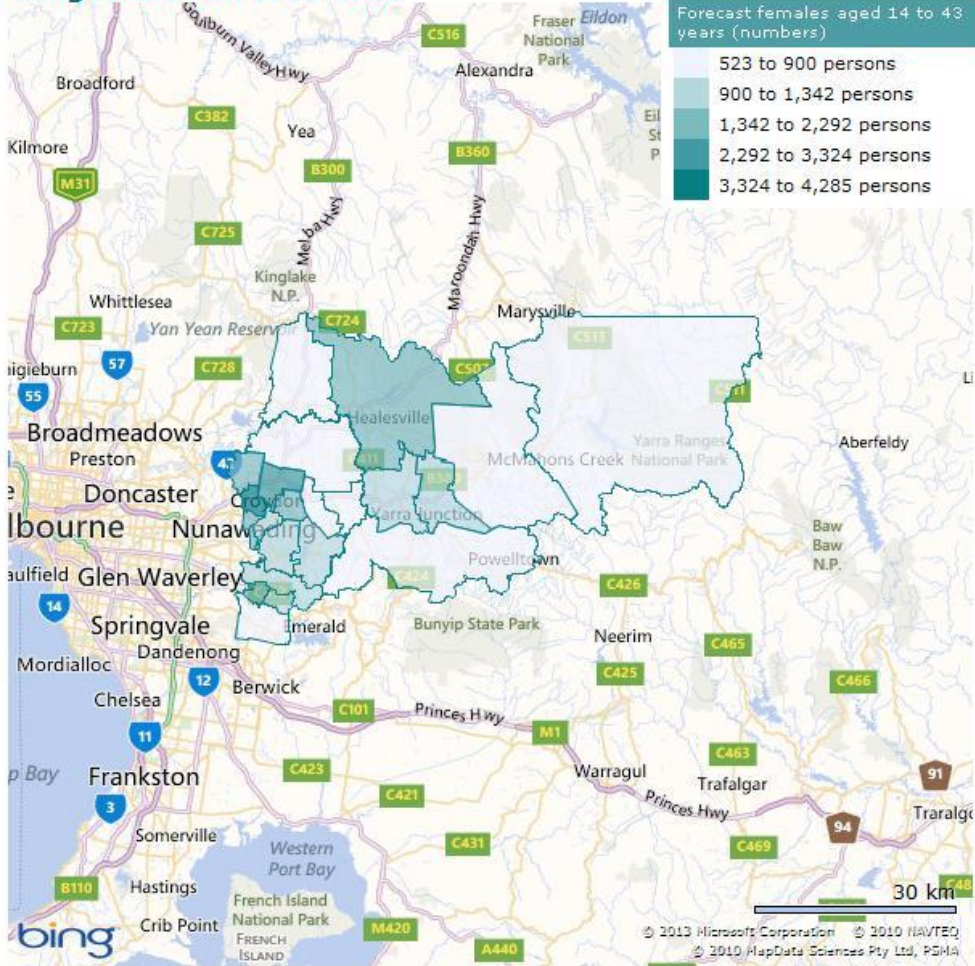 Forecast females aged 14 to 43
years (numbers)
523 to 900 persons
900 to 1,342 persons
1,342 to 2,292 persons
2,292 to 3,324 persons
3,324 to 4,285 persons
Goulburn Valley Hwy
C516
Fraser
National
Park
Eildon
Broadford
Alexandra
C382
Yea
Kilmore
B300
B360
M31
Melba Hwy
Maroondah Hwy
C725
Kinglake
N.P.
Whittlesea
Marysville
C723
Yan Yean Reservoir
C724
C513
57
C728
C507
55
Healesville
Broadmeadows
Preston
McMahons Creek
Yarra Ranges
National Park
Aberfeldy
Doncaster
Croydon
Yarra Junction
Nunawading
Baw
Baw
N.P.
Powelltown
Glen Waverley
C424
C426
14
Springvale
Emerald
Bunyip State Park
Neerim
C465
Dandenong
Mordialloc
12
Berwick
C425
C466
Chelsea
C101
Princes Hwy
M1
11
C463
Frankston
C423
Warragul
Trafalgar
91
3
C421
Princes Hwy
Somerville
94
C431
C469
Western
Port Bay
B110
Hastings
French Island
National Park
30 km
Crib Point
M420
FRENCH
ISLAND
bing
A440
© 2013 Microsoft Corporation © 2010 NAVTEQ
© 2010 MapData Sciences Pty Ltd, PSMA